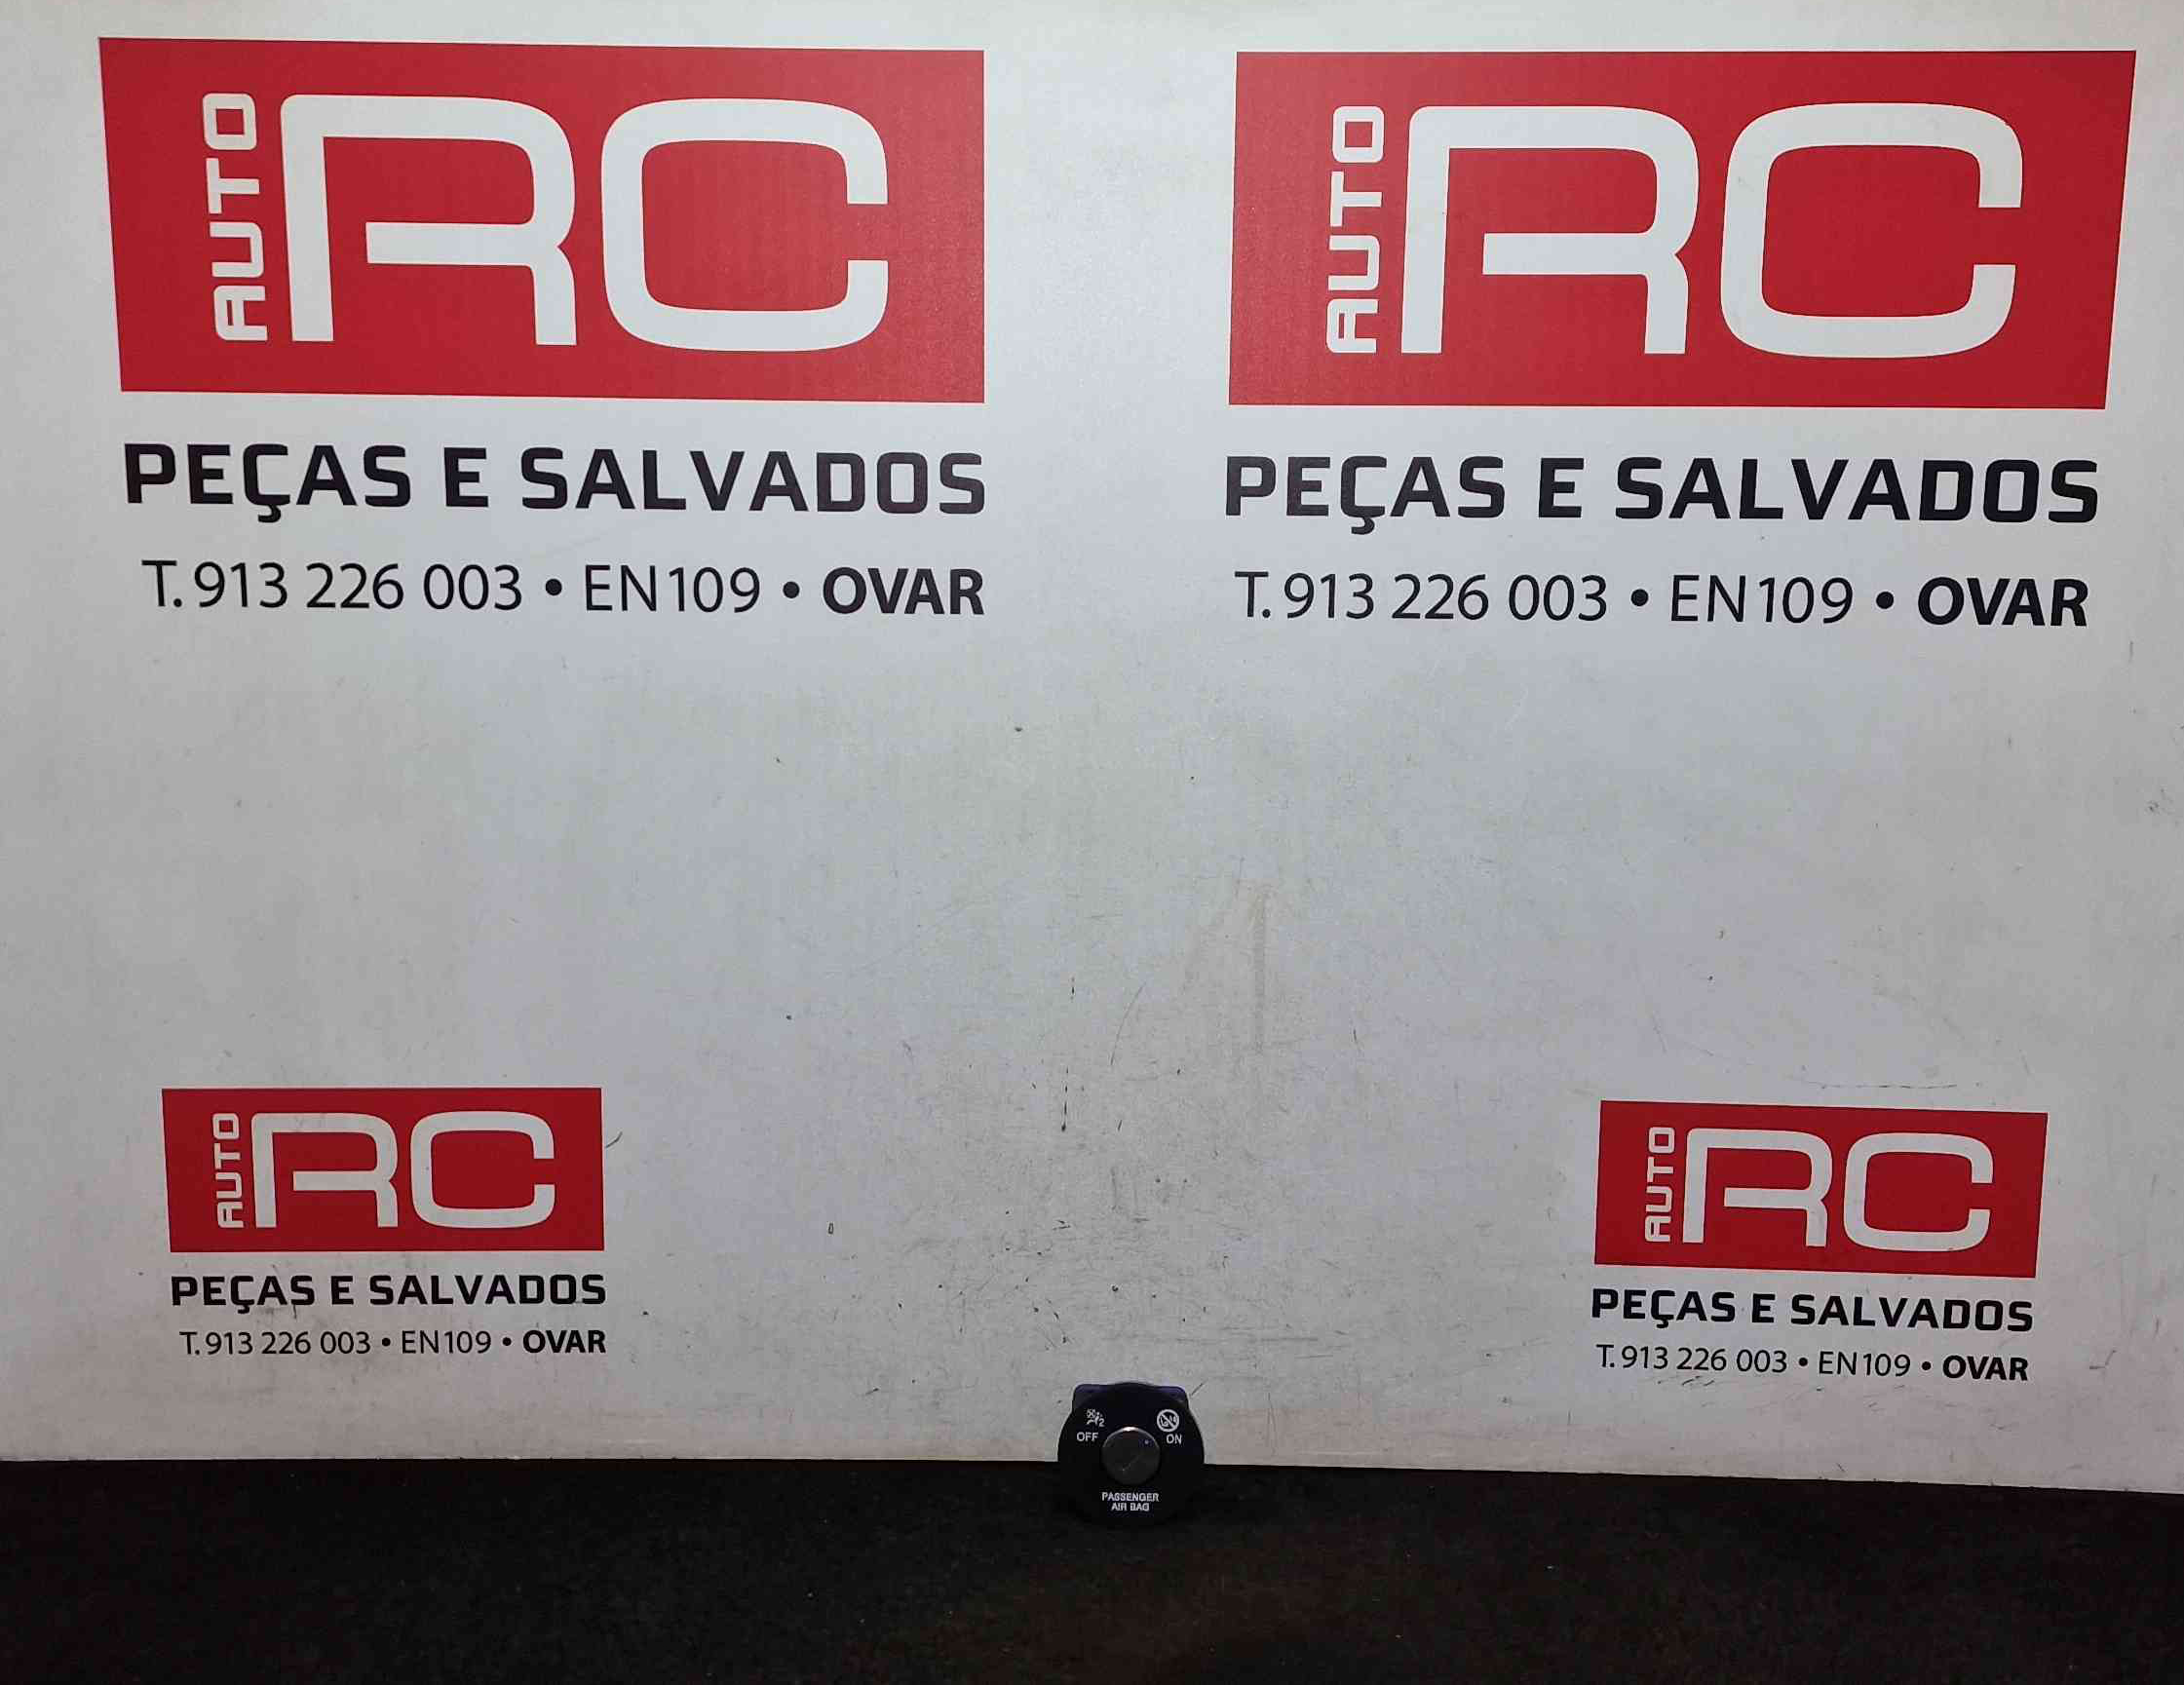 AUTO RC
PEÇAS E SALVADOS
T. 913 226 003 • EN109 • OVAR
AUTO RC
PEÇAS E SALVADOS
T. 913 226 003 • EN109 • OVAR
AUTO RC
PEÇAS E SALVADOS
T. 913 226 003 • EN109 • OVAR
AUTO RC
PEÇAS E SALVADOS
T. 913 226 003 • EN109 • OVAR
2
OFF ON
PASSENGER
AIR BAG